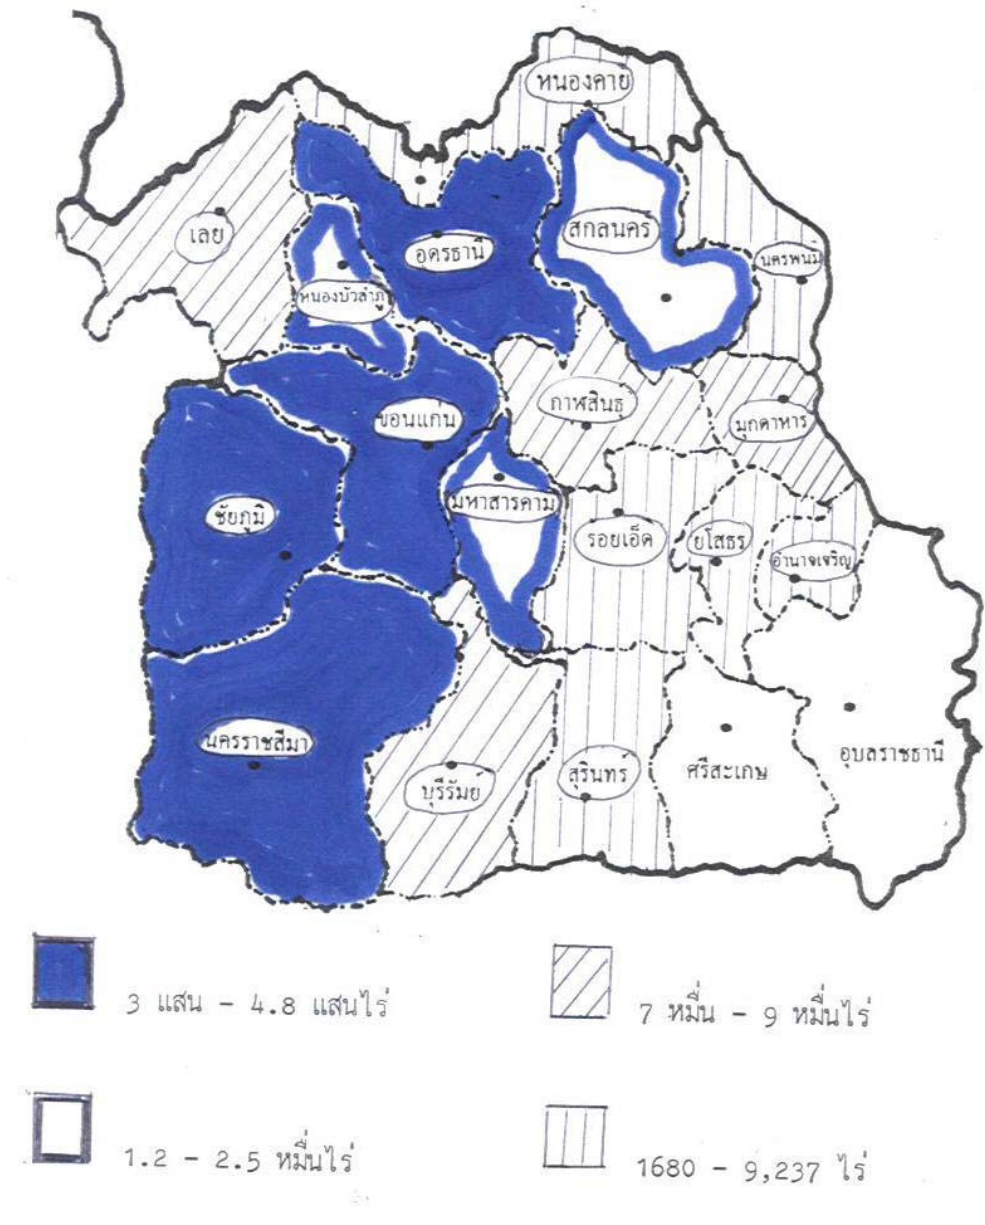 หนองคาย
เลย
อุดรธานี
สกลนคร
นครพนม
หนองบัวลำภู
ขอนแก่น
กาฬสินธุ์
มุกดาหาร
ชัยภูมิ
มหาสารคาม
รอยเอ็ด
ยโสธร
อำนาจเจริญ
นครราชสีมา
บุรีรัมย์
สุรินทร์
ศรีสะเกษ
อุบลราชธานี
3 แสน - 4.8 แสนไร่
7 หมื่น - 9 หมื่นไร่
1.2 - 2.5 หมื่นไร่
1680 - 9,237 ไร่